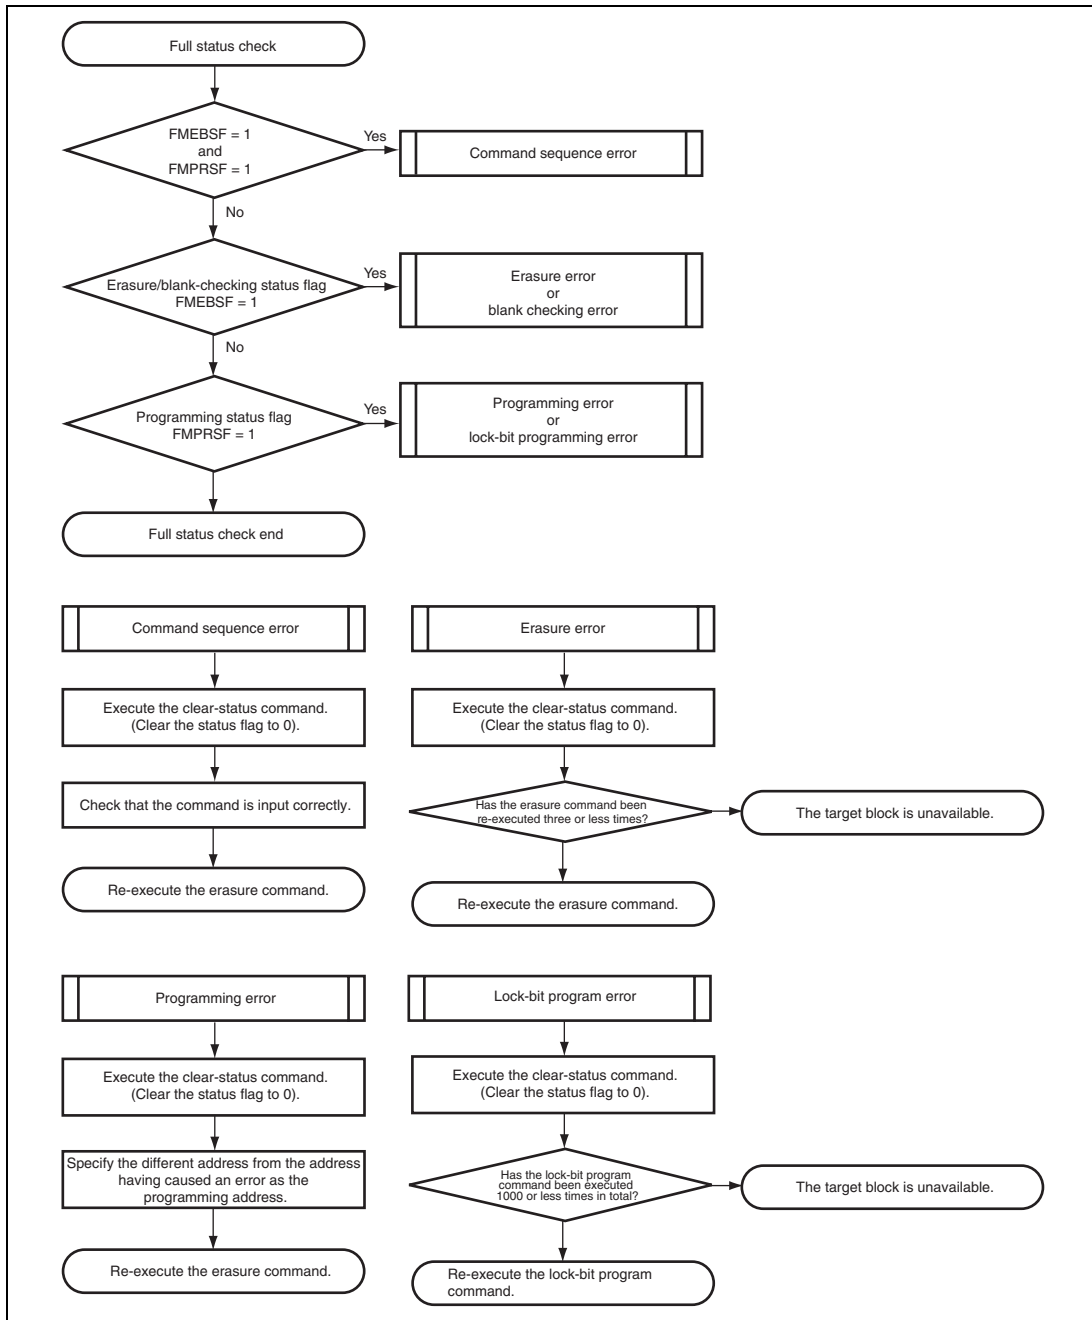 Full status check
FMEBSF = 1
and
FMPRSF = 1
Yes
Command sequence error
No
Erasure/blank-checking status flag
FMEBSF = 1
Yes
Erasure error
or
blank checking error
No
Programming status flag
FMPRSF = 1
Yes
Programming error
or
lock-bit programming error
Full status check end
Command sequence error
Execute the clear-status command.
(Clear the status flag to 0).
Check that the command is input correctly.
Re-execute the erasure command.
Erasure error
Execute the clear-status command.
(Clear the status flag to 0).
Has the erasure command been
re-executed three or less times?
The target block is unavailable.
Re-execute the erasure command.
Programming error
Execute the clear-status command.
(Clear the status flag to 0).
Specify the different address from the address
having caused an error as the
programming address.
Re-execute the erasure command.
Lock-bit program error
Execute the clear-status command.
(Clear the status flag to 0).
Has the lock-bit program
command been executed
1000 or less times in total?
The target block is unavailable.
Re-execute the lock-bit program
command.